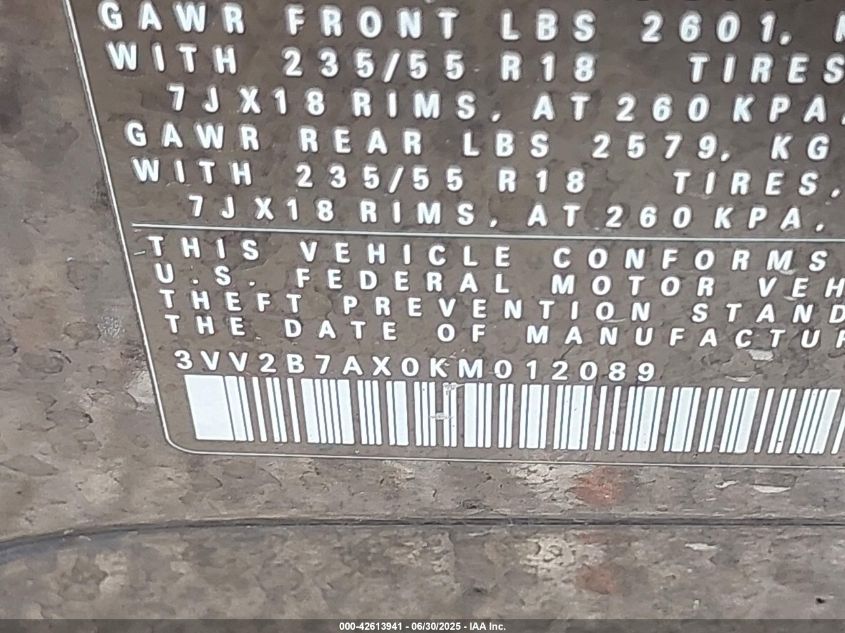 GAWR FRONT LBS 2601,
WITH 235/55 R18 TIRES
7JX18 RIMS, AT 260 KPA
GAWR REAR LBS 2579, KG
WITH 235/55 R18 TIRES,
7JX18 RIMS, AT 260 KPA.
THIS VEHICLE CONFORMS
U.S. FEDERAL MOTOR VEH
THEFT PREVENTION STAND
THE DATE OF MANUFACTUR
3VV2B7AX0KM012089
000-42613941 - 06/30/2025 - IAA Inc.